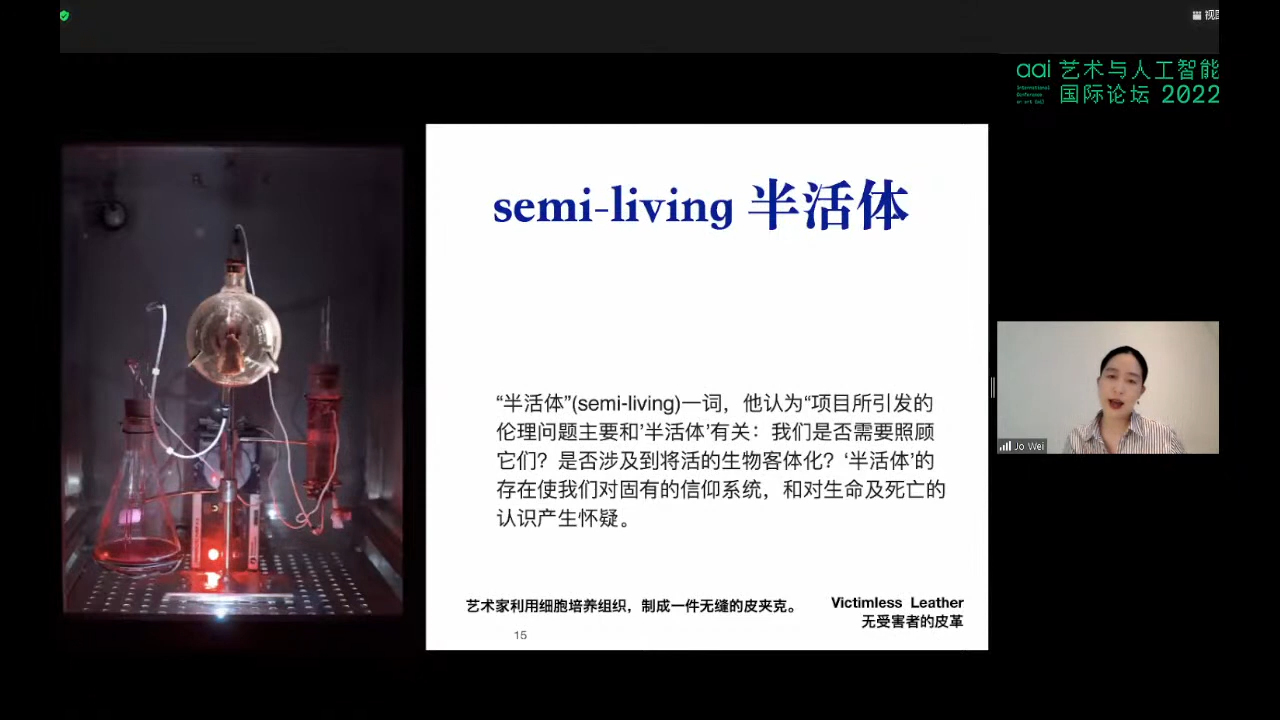 视图
aai 艺术与人工智能
国际论坛 2022
International
Conference
on art &ai
semi-living 半活体
“半活体”(semi-living)一词，他认为“项目所引发的
伦理问题主要和’半活体’有关：我们是否需要照顾
它们？是否涉及到将活的生物客体化？‘半活体’的
存在使我们对固有的信仰系统，和对生命及死亡的
认识产生怀疑。
艺术家利用细胞培养组织，制成一件无缝的皮夹克。
Victimless Leather
无受害者的皮革
15
Jo Wei